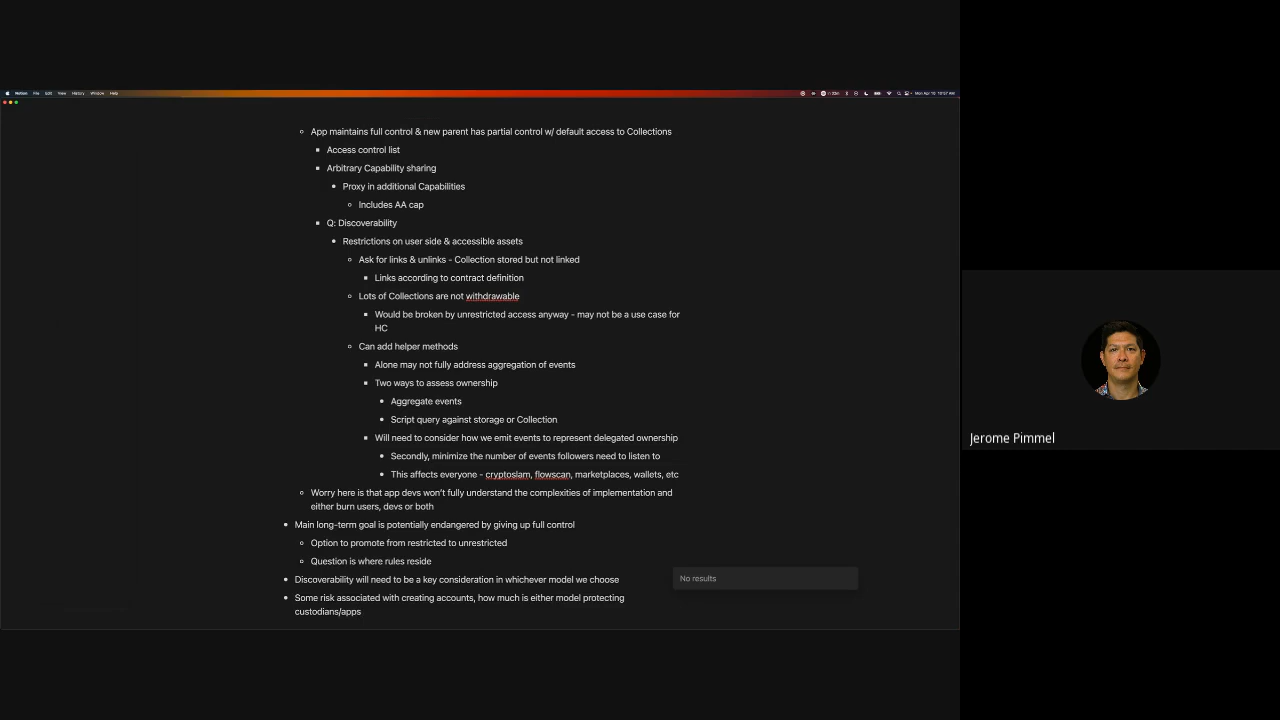 Notion File Edit View History Window Help
App maintains full control & new parent has partial control w/ default access to Collections
Access control list
Arbitrary Capability sharing
Proxy in additional Capabilities
Includes AA cap
Q: Discoverability
Restrictions on user side & accessible assets
Ask for links & unlinks - Collection stored but not linked
Links according to contract definition
Lots of Collections are not withdrawable
Would be broken by unrestricted access anyway - may not be a use case for
HC
Can add helper methods
Alone may not fully address aggregation of events
Two ways to assess ownership
Aggregate events
Script query against storage or Collection
Will need to consider how we emit events to represent delegated ownership
Secondly, minimize the number of events followers need to listen to
This affects everyone - cryptoslam, flowscan, marketplaces, wallets, etc
Worry here is that app devs won't fully understand the complexities of implementation and
either burn users, devs or both
Main long-term goal is potentially endangered by giving up full control
Option to promote from restricted to unrestricted
Question is where rules reside
Discoverability will need to be a key consideration in whichever model we choose
No results
Some risk associated with creating accounts, how much is either model protecting
custodians/apps
Jerome Pimmel